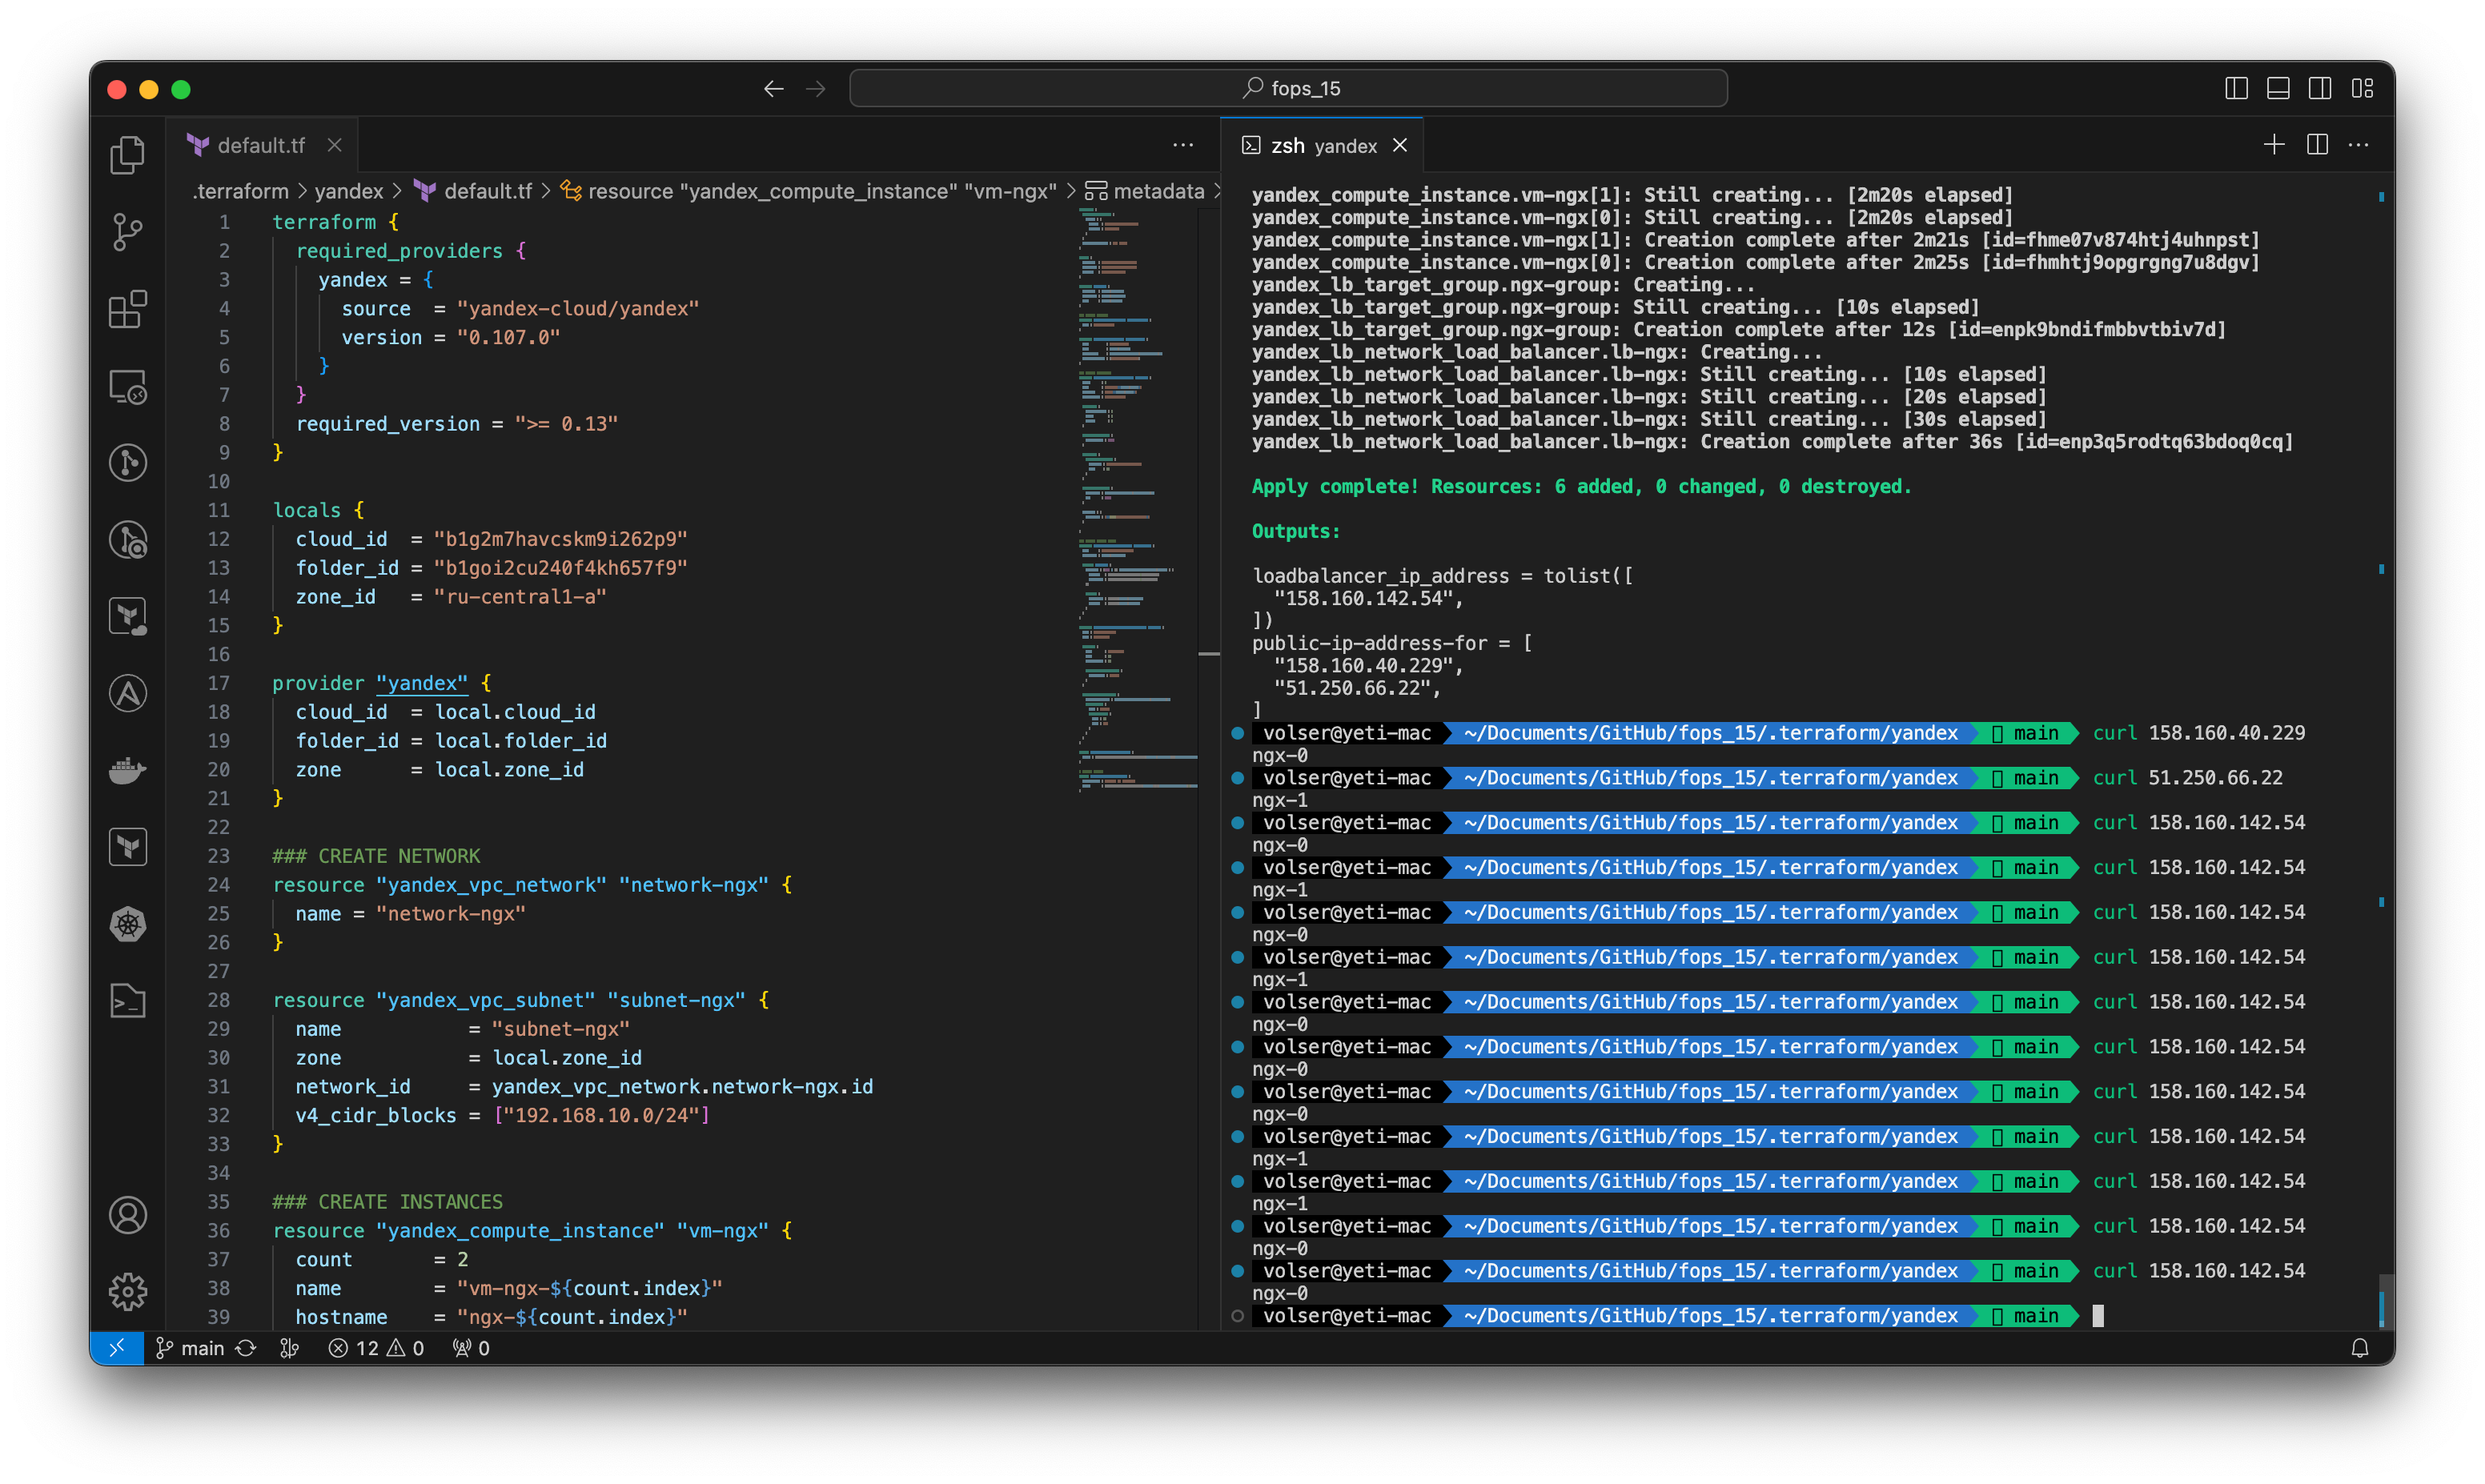 fops_15
default.tf
.terraform > yandex > default.tf > resource "yandex_compute_instance" "vm-ngx" > metadata >
1 terraform {
2 required_providers {
3 yandex = {
4 source  = "yandex-cloud/yandex"
5 version = "0.107.0"
6 }
7 }
8 required_version = ">= 0.13"
9 }
10
11 locals {
12 cloud_id  = "b1g2m7havcskm9i262p9"
13 folder_id = "b1goi2cu240f4kh657f9"
14 zone_id   = "ru-central1-a"
15 }
16
17 provider "yandex" {
18 cloud_id  = local.cloud_id
19 folder_id = local.folder_id
20 zone      = local.zone_id
21 }
22
23 ### CREATE NETWORK
24 resource "yandex_vpc_network" "network-ngx" {
25 name = "network-ngx"
26 }
27
28 resource "yandex_vpc_subnet" "subnet-ngx" {
29 name           = "subnet-ngx"
30 zone           = local.zone_id
31 network_id     = yandex_vpc_network.network-ngx.id
32 v4_cidr_blocks = ["192.168.10.0/24"]
33 }
34
35 ### CREATE INSTANCES
36 resource "yandex_compute_instance" "vm-ngx" {
37 count       = 2
38 name        = "vm-ngx-${count.index}"
39 hostname    = "ngx-${count.index}"
zsh yandex
yandex_compute_instance.vm-ngx[1]: Still creating... [2m20s elapsed]
yandex_compute_instance.vm-ngx[0]: Still creating... [2m20s elapsed]
yandex_compute_instance.vm-ngx[1]: Creation complete after 2m21s [id=fhme07v874htj4uhnpst]
yandex_compute_instance.vm-ngx[0]: Creation complete after 2m25s [id=fhmhtj9opgrgng7u8dgv]
yandex_lb_target_group.ngx-group: Creating...
yandex_lb_target_group.ngx-group: Still creating... [10s elapsed]
yandex_lb_target_group.ngx-group: Creation complete after 12s [id=enpk9bndifmbbvtbiv7d]
yandex_lb_network_load_balancer.lb-ngx: Creating...
yandex_lb_network_load_balancer.lb-ngx: Still creating... [10s elapsed]
yandex_lb_network_load_balancer.lb-ngx: Still creating... [20s elapsed]
yandex_lb_network_load_balancer.lb-ngx: Still creating... [30s elapsed]
yandex_lb_network_load_balancer.lb-ngx: Creation complete after 36s [id=enp3q5rodtq63bdoq0cq]
Apply complete! Resources: 6 added, 0 changed, 0 destroyed.
Outputs:
loadbalancer_ip_address = tolist([
"158.160.142.54",
])
public-ip-address-for = [
"158.160.40.229",
"51.250.66.22",
]
volser@yeti-mac ~/Documents/GitHub/fops_15/.terraform/yandex main curl 158.160.40.229
ngx-0
volser@yeti-mac ~/Documents/GitHub/fops_15/.terraform/yandex main curl 51.250.66.22
ngx-1
volser@yeti-mac ~/Documents/GitHub/fops_15/.terraform/yandex main curl 158.160.142.54
ngx-0
volser@yeti-mac ~/Documents/GitHub/fops_15/.terraform/yandex main curl 158.160.142.54
ngx-1
volser@yeti-mac ~/Documents/GitHub/fops_15/.terraform/yandex main curl 158.160.142.54
ngx-0
volser@yeti-mac ~/Documents/GitHub/fops_15/.terraform/yandex main curl 158.160.142.54
ngx-1
volser@yeti-mac ~/Documents/GitHub/fops_15/.terraform/yandex main curl 158.160.142.54
ngx-0
volser@yeti-mac ~/Documents/GitHub/fops_15/.terraform/yandex main curl 158.160.142.54
ngx-0
volser@yeti-mac ~/Documents/GitHub/fops_15/.terraform/yandex main curl 158.160.142.54
ngx-0
volser@yeti-mac ~/Documents/GitHub/fops_15/.terraform/yandex main curl 158.160.142.54
ngx-1
volser@yeti-mac ~/Documents/GitHub/fops_15/.terraform/yandex main curl 158.160.142.54
ngx-1
volser@yeti-mac ~/Documents/GitHub/fops_15/.terraform/yandex main curl 158.160.142.54
ngx-0
volser@yeti-mac ~/Documents/GitHub/fops_15/.terraform/yandex main curl 158.160.142.54
ngx-0
volser@yeti-mac ~/Documents/GitHub/fops_15/.terraform/yandex main
main 12 0 0